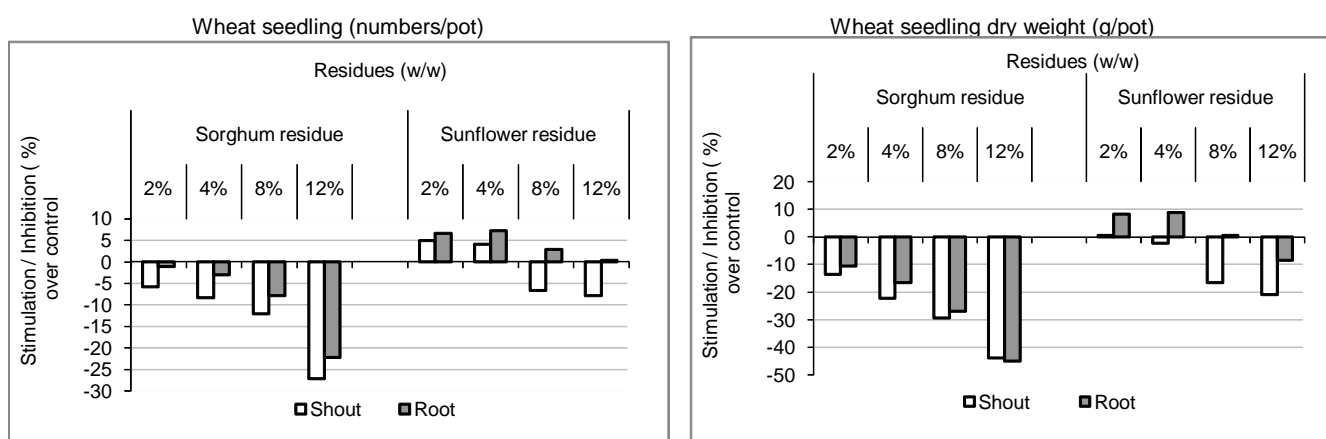 Wheat seedling (numbers/pot)
Residues (w/w)
Sorghum residue Sunflower residue
2% 4% 8% 12% 2% 4% 8% 12%
Stimulation / Inhibition ( %)
over control
10
5
0
-5
-10
-15
-20
-25
-30
Shout Root
Wheat seedling dry weight (g/pot)
Residues (w/w)
Sorghum residue Sunflower residue
2% 4% 8% 12% 2% 4% 8% 12%
Stimulation / Inhibtion ( %)
over control
20
10
0
-10
-20
-30
-40
-50
Shout Root